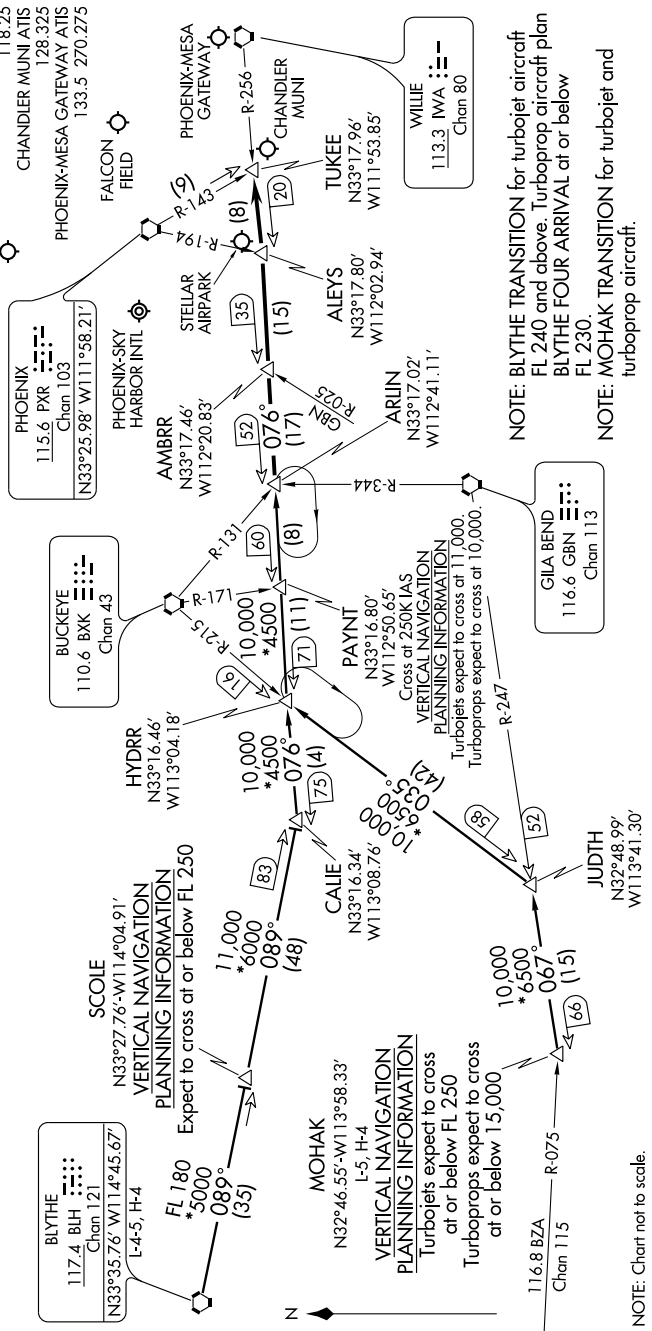 118.25
CHANDLER MUNI ATIS
128.325
PHOENIX-MESA GATEWAY ATIS
133.5 270.275
BLYTHE
117.4 BLH
Chan 121
N33°35.76' W114°45.67'
L-4-5, H-4
FL 180
*5000
089°
(35)
SCOLE
N33°27.76'-W114°04.91'
VERTICAL NAVIGATION
PLANNING INFORMATION
Expect to cross at or below FL 250
11,000
*6000
089°
(48)
83
CALIE
N33°16.34'
W113°08.76'
75
10,000
*4500
076°
(4)
HYDRR
N33°16.46'
W113°04.18'
16
71
BUCKEYE
110.6 BXK
Chan 43
R-215
R-171
R-131
10,000
*4500
(11)
PAYNT
N33°16.80'
W112°50.65'
Cross at 250K IAS
VERTICAL NAVIGATION
PLANNING INFORMATION
Turbojets expect to cross at 11,000.
Turboprops expect to cross at 10,000.
60
(8)
ARLIN
N33°17.02'
W112°41.11'
52
076°
(17)
AMBRR
N33°17.46'
W112°20.83'
GBN
R-025
35
(15)
ALEYS
N33°17.80'
W112°02.94'
20
(8)
TUKEE
N33°17.96'
W111°53.85'
PHOENIX
115.6 PXR
Chan 103
N33°25.98' W111°58.21'
PHOENIX-SKY
HARBOR INTL
R-194
R-143
(9)
STELLAR
AIRPARK
FALCON
FIELD
PHOENIX-MESA
GATEWAY
R-256
CHANDLER
MUNI
WILLIE
113.3 IWA
Chan 80
MOHAK
N32°46.55'-W113°58.33'
L-5, H-4
VERTICAL NAVIGATION
PLANNING INFORMATION
Turbojets expect to cross
at or below FL 250
Turboprops expect to cross
at or below 15,000
116.8 BZA
Chan 115
R-075
66
10,000
*6500
067°
(15)
JUDTH
N32°48.99'
W113°41.30'
52
58
10,000
*6500
035°
(42)
R-247
R-344
GILA BEND
116.6 GBN
Chan 113
NOTE: BLYTHE TRANSITION for turbojet aircraft
FL 240 and above. Turboprop aircraft plan
BLYTHE FOUR ARRIVAL at or below
FL 230.
NOTE: MOHAK TRANSITION for turbojet and
turboprop aircraft.
N
NOTE: Chart not to scale.